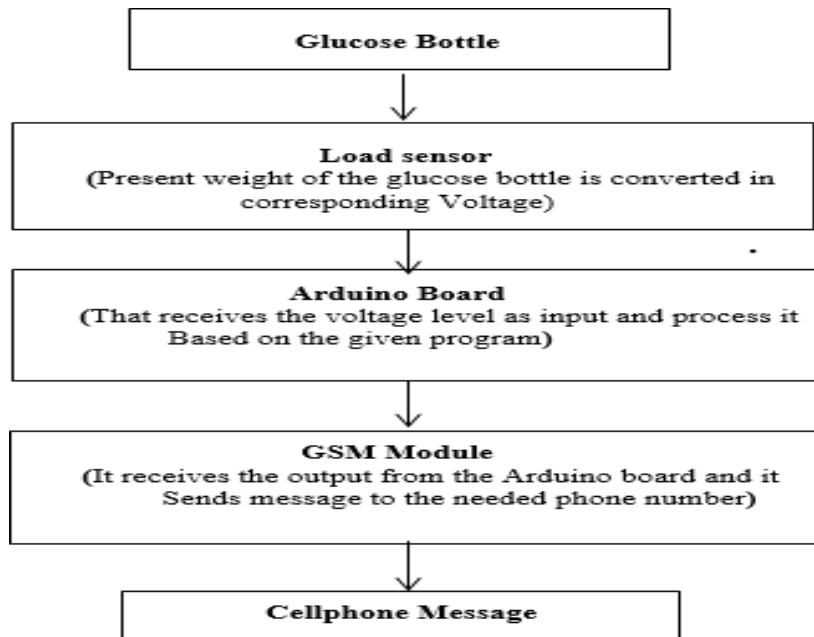 Glucose Bottle
Load sensor
(Present weight of the glucose bottle is converted in
corresponding Voltage)
Arduino Board
(That receives the voltage level as input and process it
Based on the given program)
GSM Module
(It receives the output from the Arduino board and it
Sends message to the needed phone number)
Cellphone Message